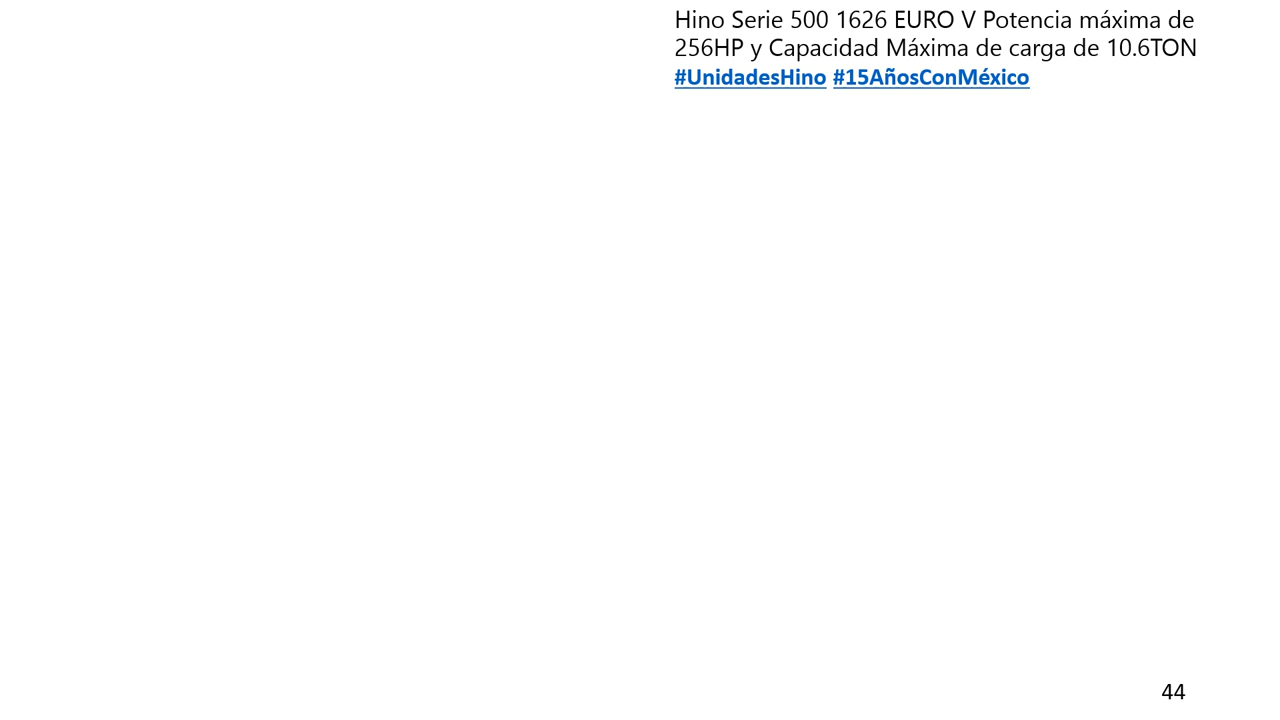 Hino Serie 500 1626 EURO V Potencia máxima de
256HP y Capacidad Máxima de carga de 10.6TON
#UnidadesHino #15AñosConMéxico
44